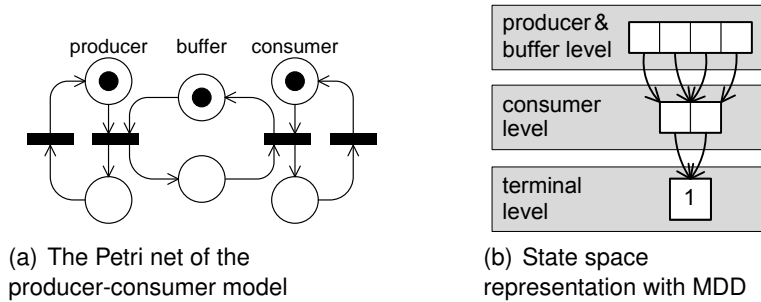 producer buffer consumer
(a) The Petri net of the
producer-consumer model
producer &
buffer level
consumer
level
terminal
level
1
(b) State space
representation with MDD